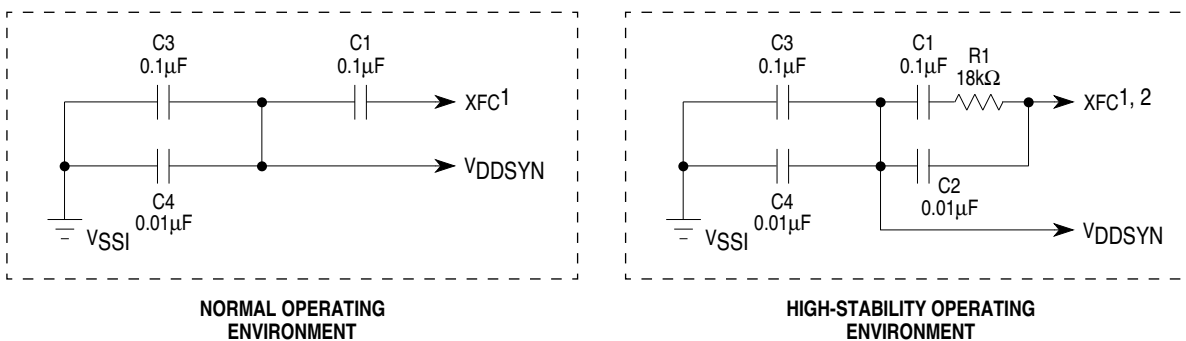 C3
0.1µF
C1
0.1µF
XFC1
VDDSYN
C4
0.01µF
VSSI
NORMAL OPERATING
ENVIRONMENT
C3
0.1µF
C1
0.1µF
R1
18kΩ
XFC1, 2
C4
0.01µF
C2
0.01µF
VSSI
VDDSYN
HIGH-STABILITY OPERATING
ENVIRONMENT